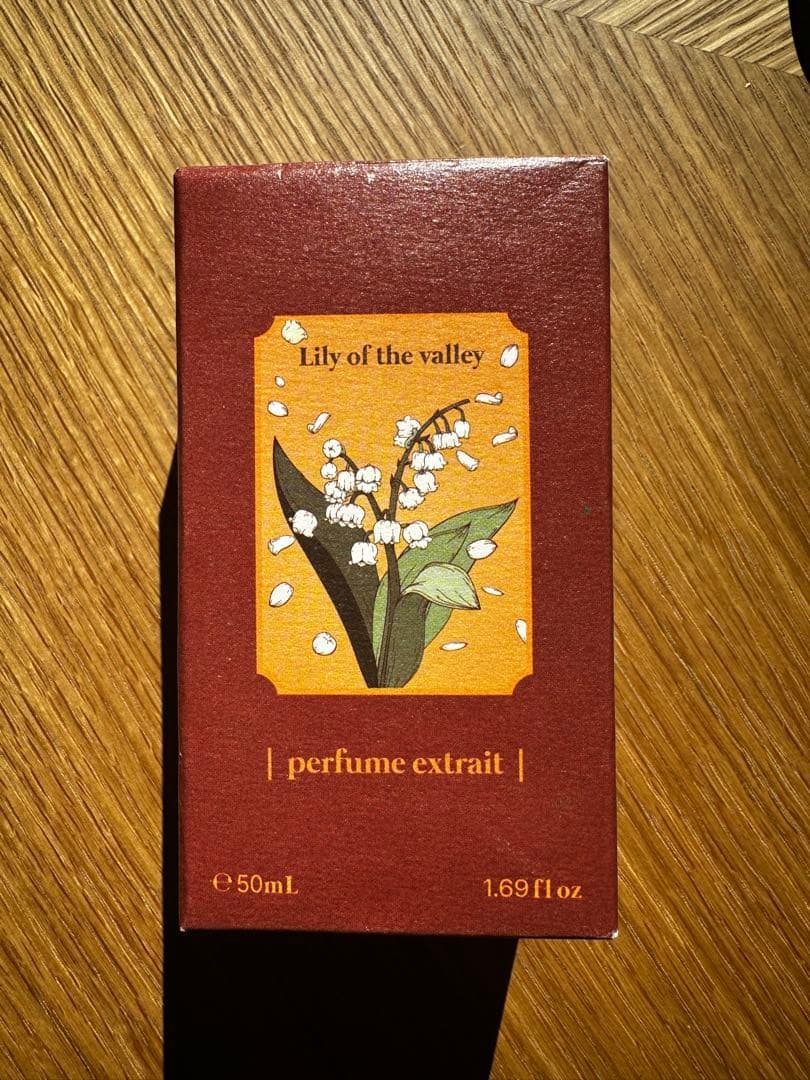 Lily of the valley
| perfume extrait |
℮ 50mL
1.69 fl oz